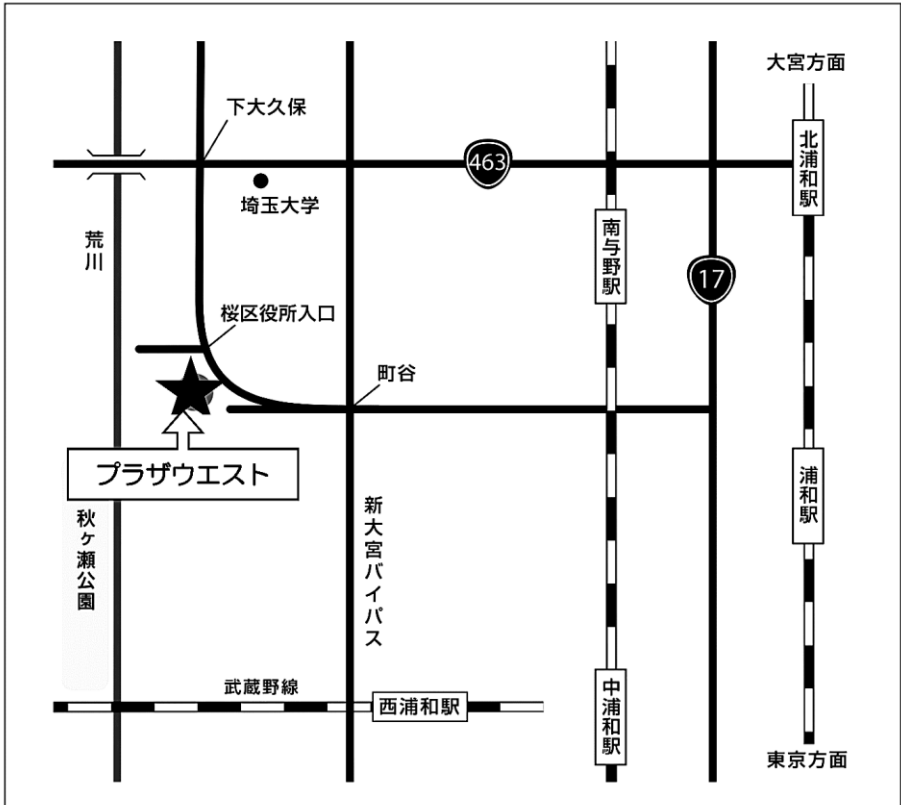 大宮方面
下大久保
463
北浦和駅
埼玉大学
荒川
南与野駅
17
桜区役所入口
町谷
プラザウエスト
浦和駅
秋ヶ瀬公園
新大宮バイパス
武蔵野線
西浦和駅
中浦和駅
東京方面